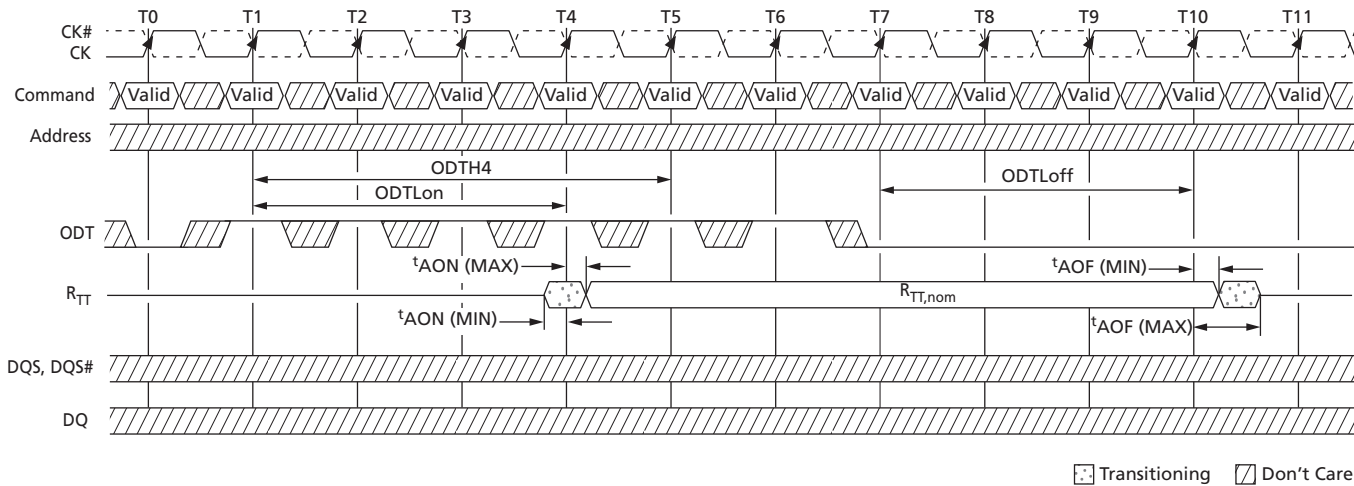 T0 T1 T2 T3 T4 T5 T6 T7 T8 T9 T10 T11
CK#
CK
Command Valid Valid Valid Valid Valid Valid Valid Valid Valid Valid Valid Valid
Address
ODTH4
ODTLoff
ODTLon
ODT
tAON (MAX) tAOF (MIN)
RTT RTT,nom
tAON (MIN) tAOF (MAX)
DQS, DQS#
DQ
Transitioning Don't Care